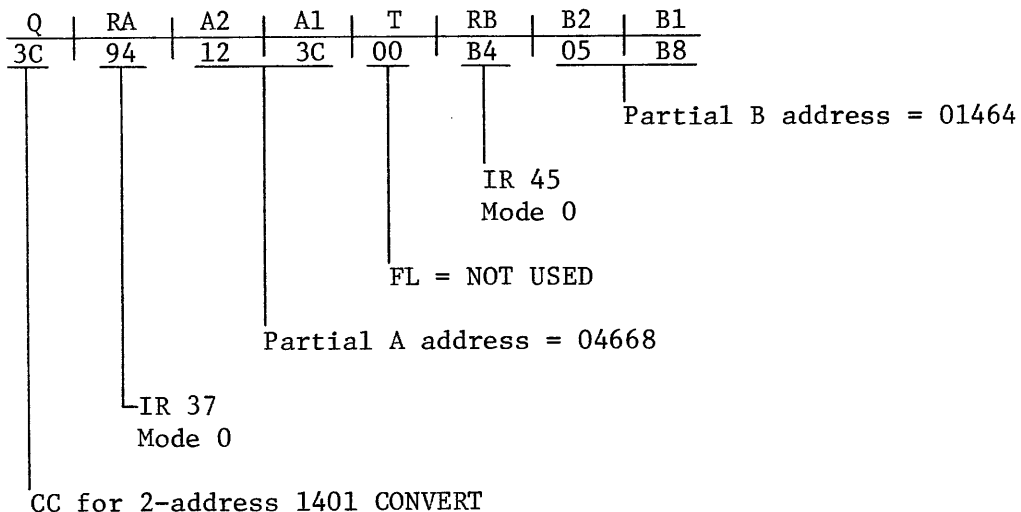 Q | RA | A2 | A1 | T | RB | B2 | B1
3C | 94 | 12 | 3C | 00 | B4 | 05 | B8
Partial B address = 01464
IR 45
Mode 0
FL = NOT USED
Partial A address = 04668
IR 37
Mode 0
CC for 2-address 1401 CONVERT